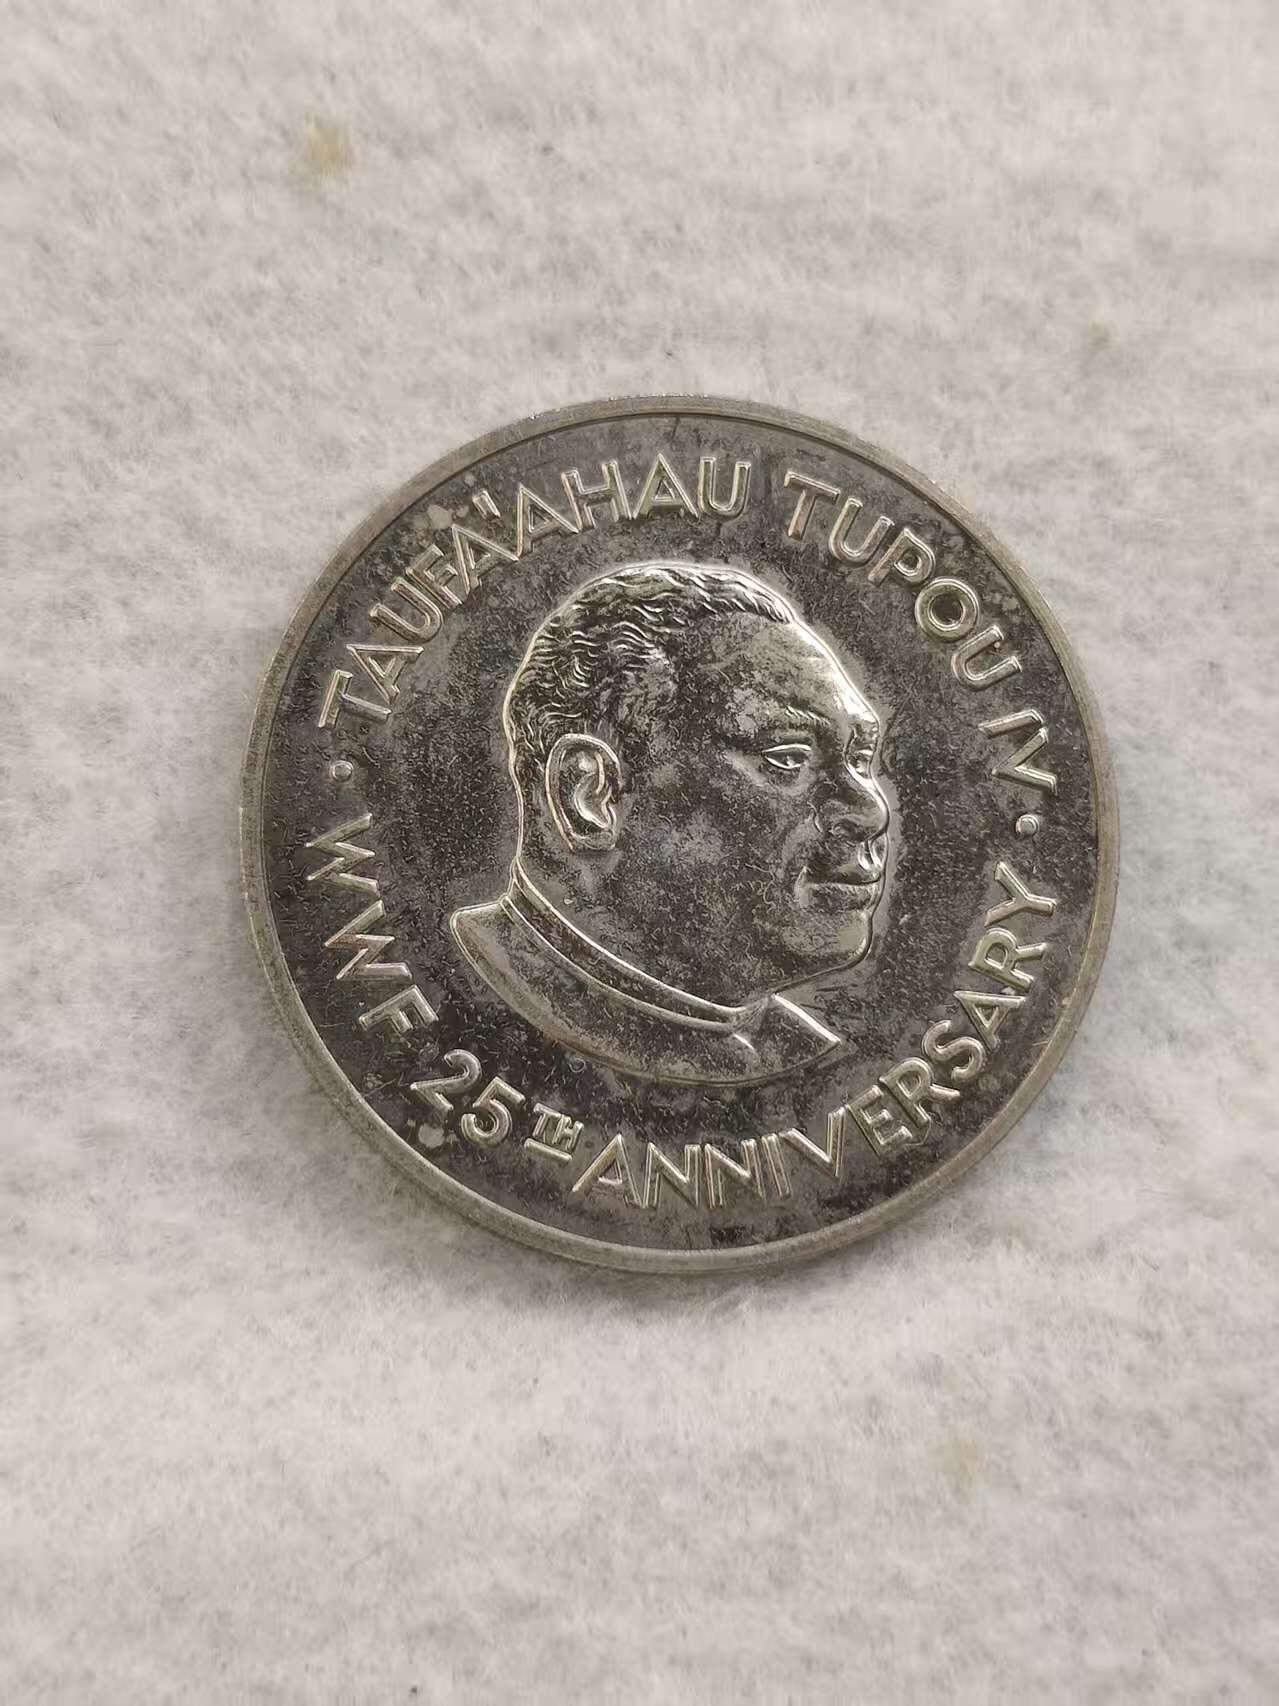 · TAUFA'AHAU TUPOU IV ·
WWF 25TH ANNIVERSARY